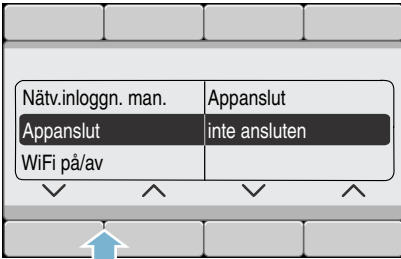 Nätv.inloggn. man. Appanslut
Appanslut inte ansluten
WiFi på/av